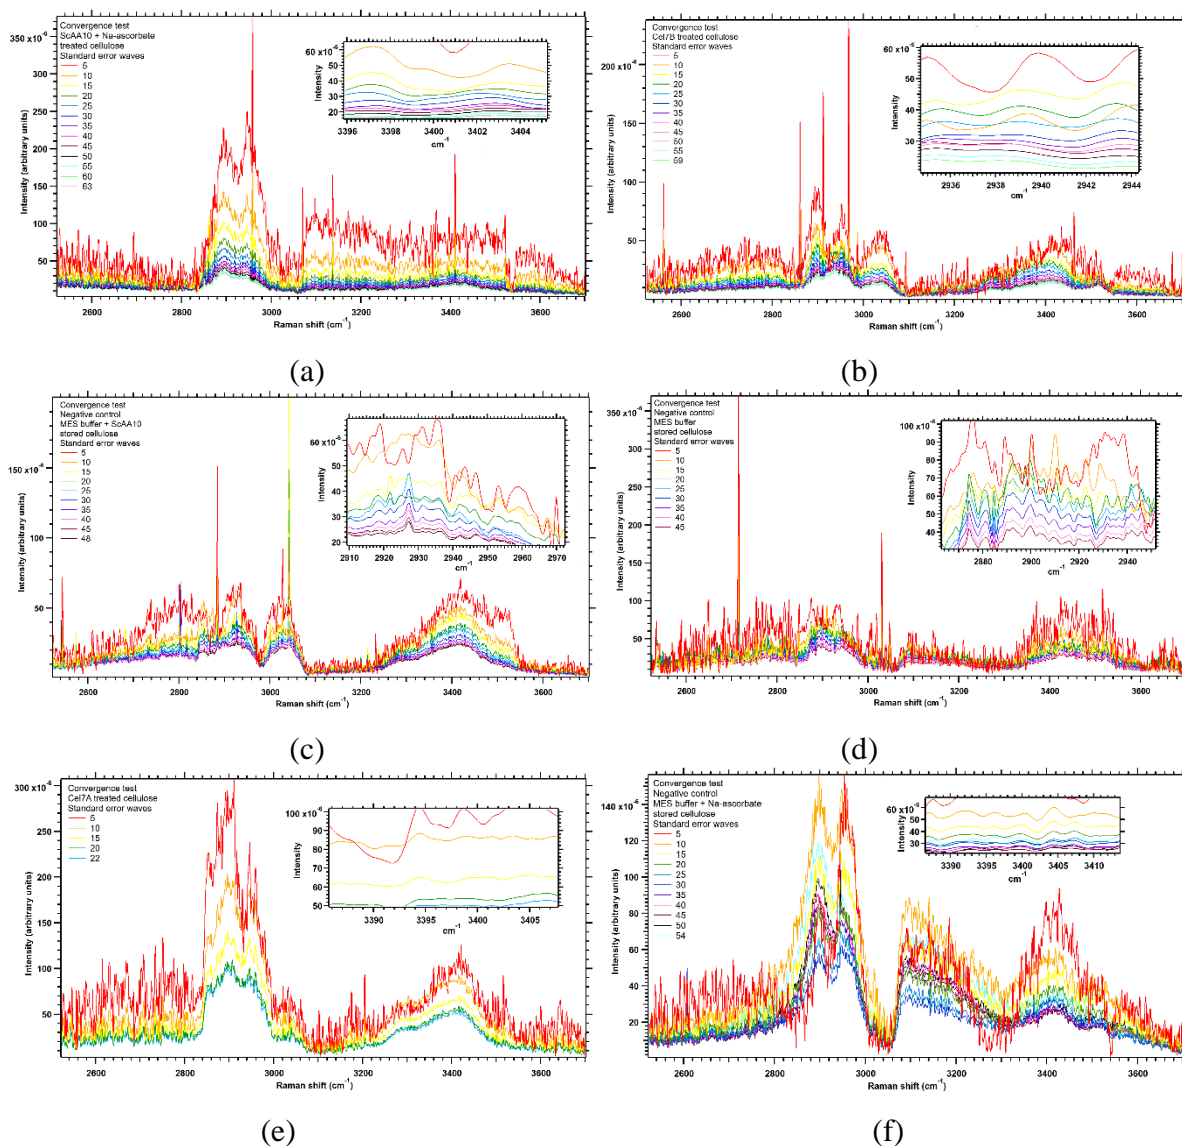 Convergence test
ScAA10 + Na-ascorbate
treated cellulose
Standard error waves
5
10
15
20
25
30
35
40
45
50
55
60
63
350 x10⁻⁶
300
250
200
150
100
50
Intensity (arbitrary units)
2600 2800 3000 3200 3400 3600
Raman shift (cm⁻¹)
60 x10⁻⁶
50
40
30
20
Intensity
3396 3398 3400 3402 3404
cm⁻¹
(a)
Convergence test
Cel7B treated cellulose
Standard error waves
5
10
15
20
25
30
35
40
45
50
55
59
200 x10⁻⁶
150
100
50
Intensity (arbitrary units)
2600 2800 3000 3200 3400 3600
Raman shift (cm⁻¹)
60 x10⁻⁶
50
40
30
Intensity
2936 2938 2940 2942 2944
cm⁻¹
(b)
Convergence test
Negative control
MES buffer + ScAA10
stored cellulose
Standard error waves
5
10
15
20
25
30
35
40
45
48
150 x10⁻⁶
100
50
Intensity (arbitrary units)
2600 2800 3000 3200 3400 3600
Raman shift (cm⁻¹)
60 x10⁻⁶
50
40
30
20
Intensity
2910 2920 2930 2940 2950 2960 2970
cm⁻¹
(c)
Convergence test
Negative control
MES buffer
stored cellulose
Standard error waves
5
10
15
20
25
30
35
40
45
350 x10⁻⁶
300
250
200
150
100
50
Intensity (arbitrary units)
2600 2800 3000 3200 3400 3600
Raman shift (cm⁻¹)
100 x10⁻⁶
90
80
70
60
50
40
Intensity
2880 2900 2920 2940
cm⁻¹
(d)
Convergence test
Cel7A treated cellulose
Standard error waves
5
10
15
20
22
300 x10⁻⁶
250
200
150
100
50
Intensity (arbitrary units)
2600 2800 3000 3200 3400 3600
Raman shift (cm⁻¹)
100 x10⁻⁶
90
80
70
60
50
Intensity
3390 3395 3400 3405
cm⁻¹
(e)
Convergence test
Negative control
MES buffer + Na-ascorbate
stored cellulose
Standard error waves
5
10
15
20
25
30
35
40
45
50
54
140 x10⁻⁶
120
100
80
60
40
20
Intensity (arbitrary units)
2600 2800 3000 3200 3400 3600
Raman shift (cm⁻¹)
60 x10⁻⁶
50
40
30
Intensity
3390 3395 3400 3405 3410
cm⁻¹
(f)